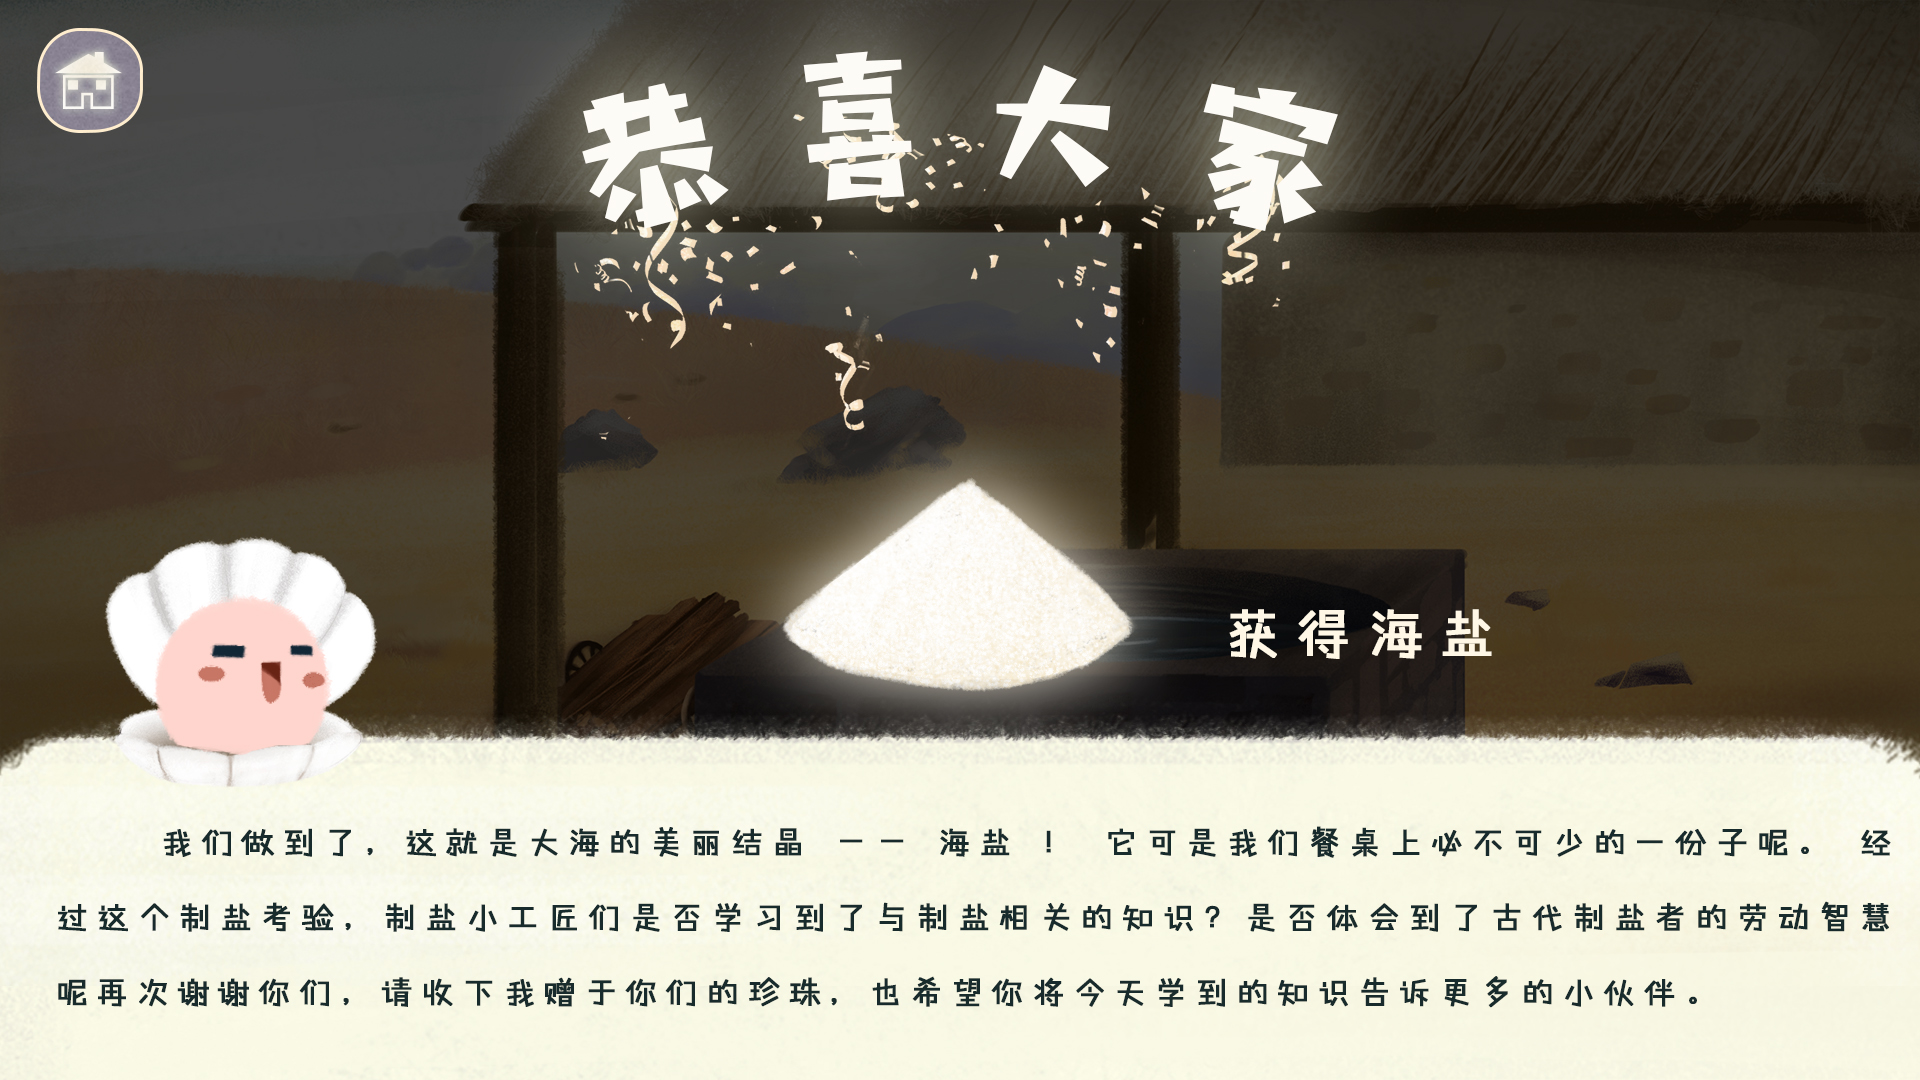 恭喜大家
获得海盐
我们做到了，这就是大海的美丽结晶 一一 海盐 ！ 它可是我们餐桌上必不可少的一份子呢。 经
过这个制盐考验，制盐小工匠们是否学习到了与制盐相关的知识？是否体会到了古代制盐者的劳动智慧
呢再次谢谢你们，请收下我赠于你们的珍珠，也希望你将今天学到的知识告诉更多的小伙伴。